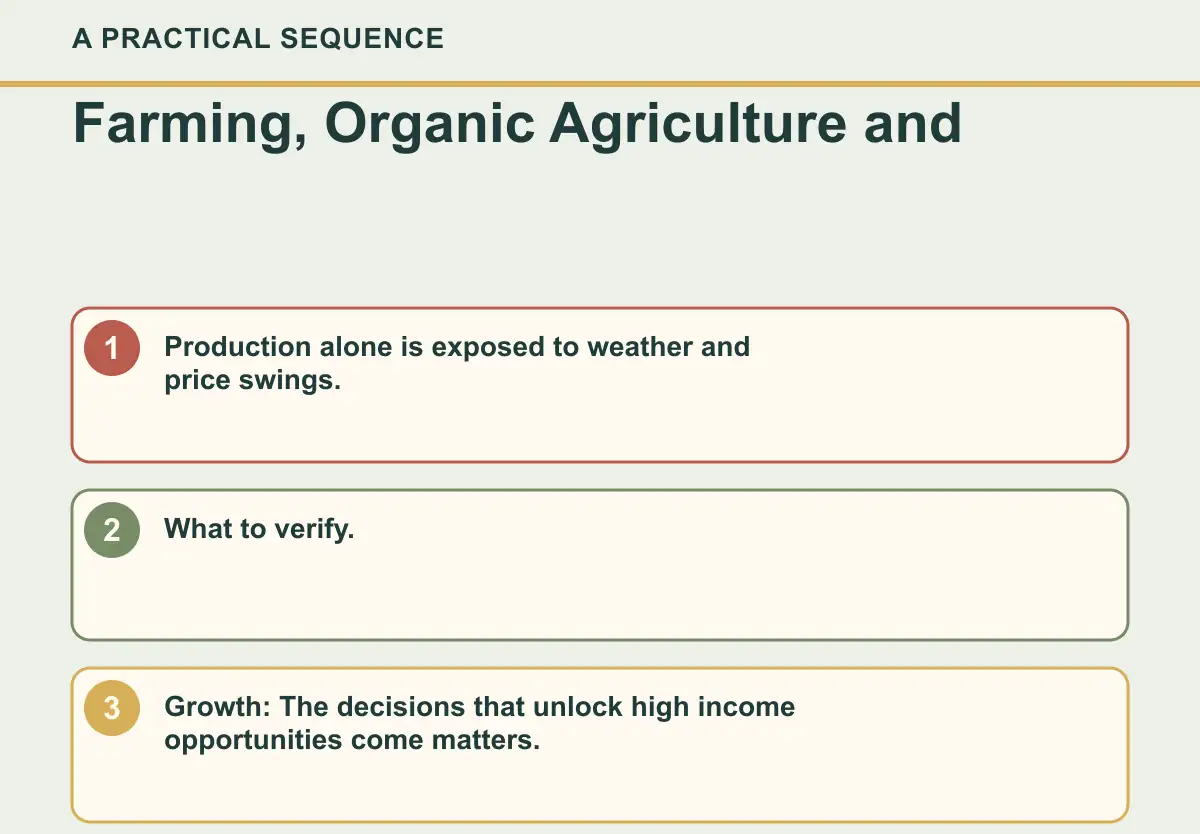 A PRACTICAL SEQUENCE
Farming, Organic Agriculture and
1
Production alone is exposed to weather and
price swings.
2
What to verify.
3
Growth: The decisions that unlock high income
opportunities come matters.